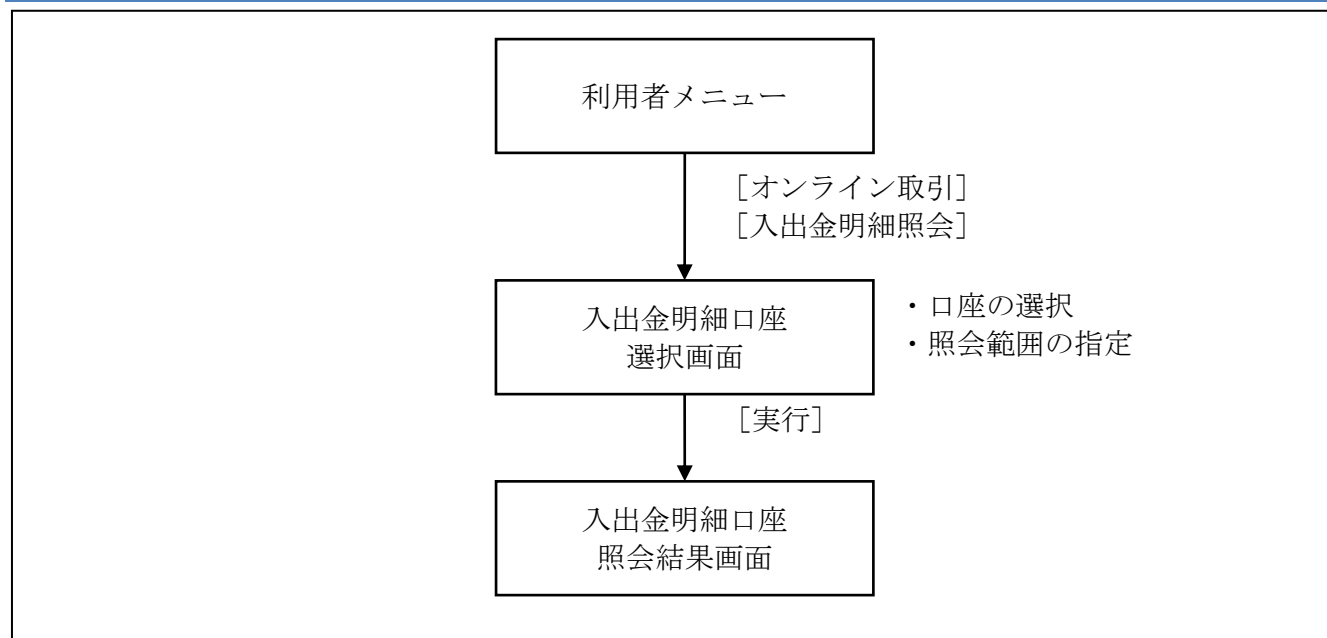 利用者メニュー
［オンライン取引］
［入出金明細照会］
入出金明細口座
選択画面
・口座の選択
・照会範囲の指定
［実行］
入出金明細口座
照会結果画面